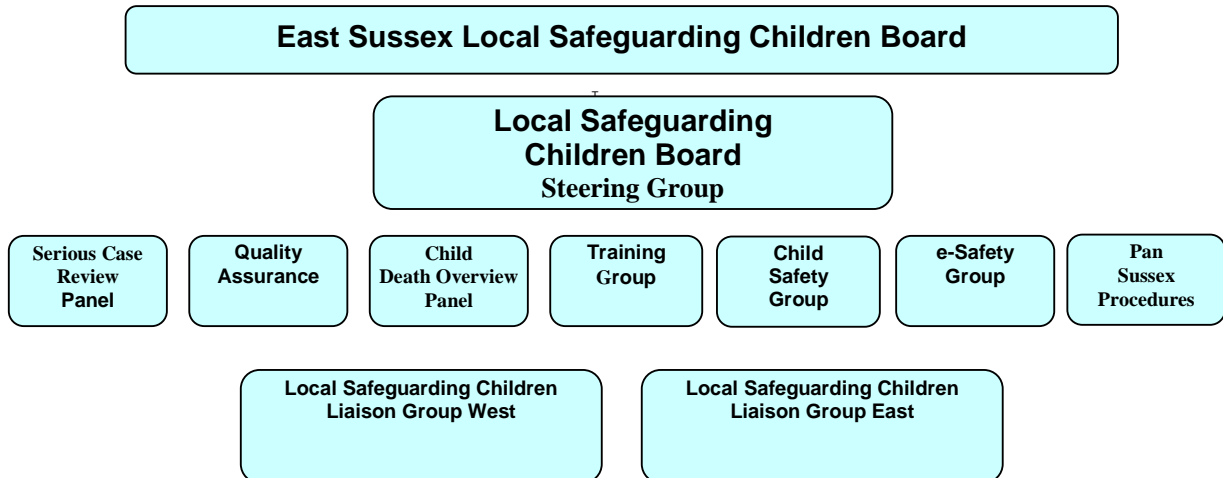 East Sussex Local Safeguarding Children Board
Local Safeguarding
Children Board
Steering Group
Serious Case
Review
Panel
Quality
Assurance
Child
Death Overview
Panel
Training
Group
Child
Safety
Group
e-Safety
Group
Pan
Sussex
Procedures
Local Safeguarding Children
Liaison Group West
Local Safeguarding Children
Liaison Group East